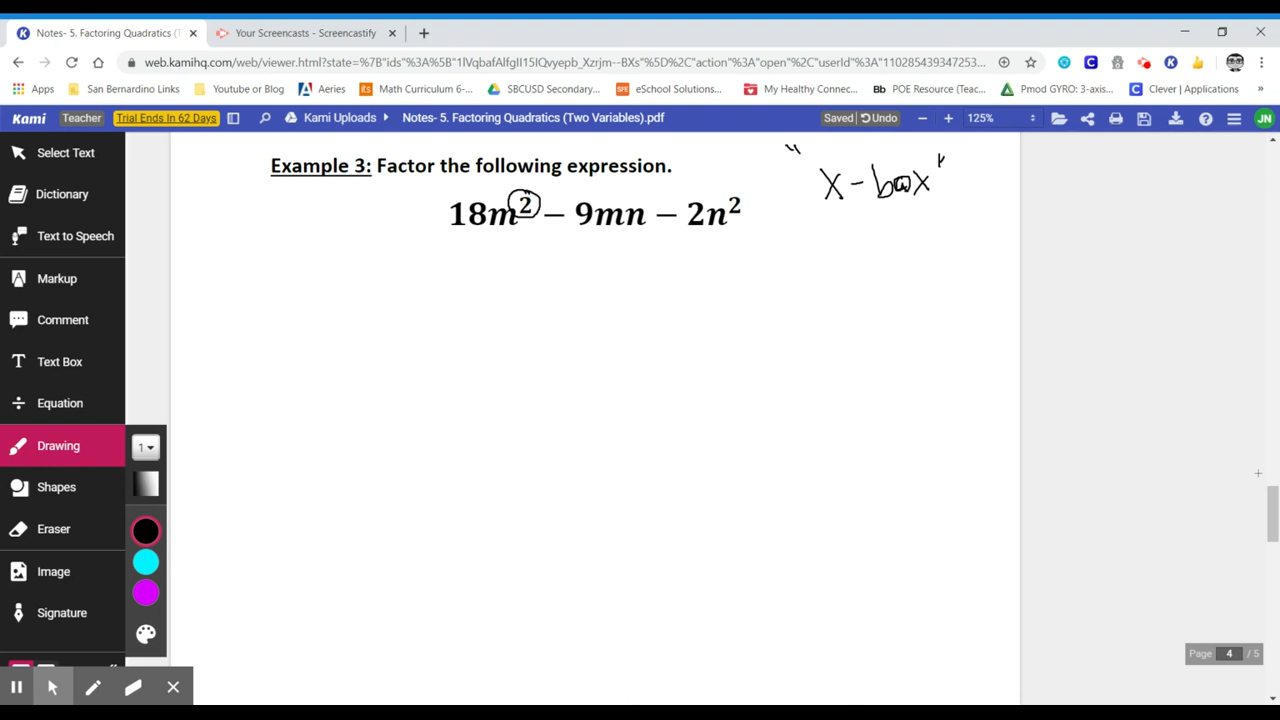 Notes- 5. Factoring Quadratics (T
Your Screencasts - Screencastify
web.kamihq.com/web/viewer.html?state=%7B"ids"%3A%5B"1lVqbafAlfglI15lQvyepb_Xzrjm--BXs"%5D%2C"action"%3A"open"%2C"userId"%3A"110285439347253...
Apps San Bernardino Links Youtube or Blog Aeries Math Curriculum 6-... SBCUSD Secondary... eSchool Solutions... My Healthy Connec... Bb POE Resource (Teac... Pmod GYRO: 3-axis... Clever | Applications »
Kami Teacher Trial Ends In 62 Days Kami Uploads Notes- 5. Factoring Quadratics (Two Variables).pdf Saved Undo 125% JN
Select Text
Dictionary
Text to Speech
Markup
Comment
Text Box
Equation
Drawing
1
Shapes
Eraser
Image
Signature
Example 3: Factor the following expression.
"x-box"
18m² − 9mn − 2n²
Page 4 / 5